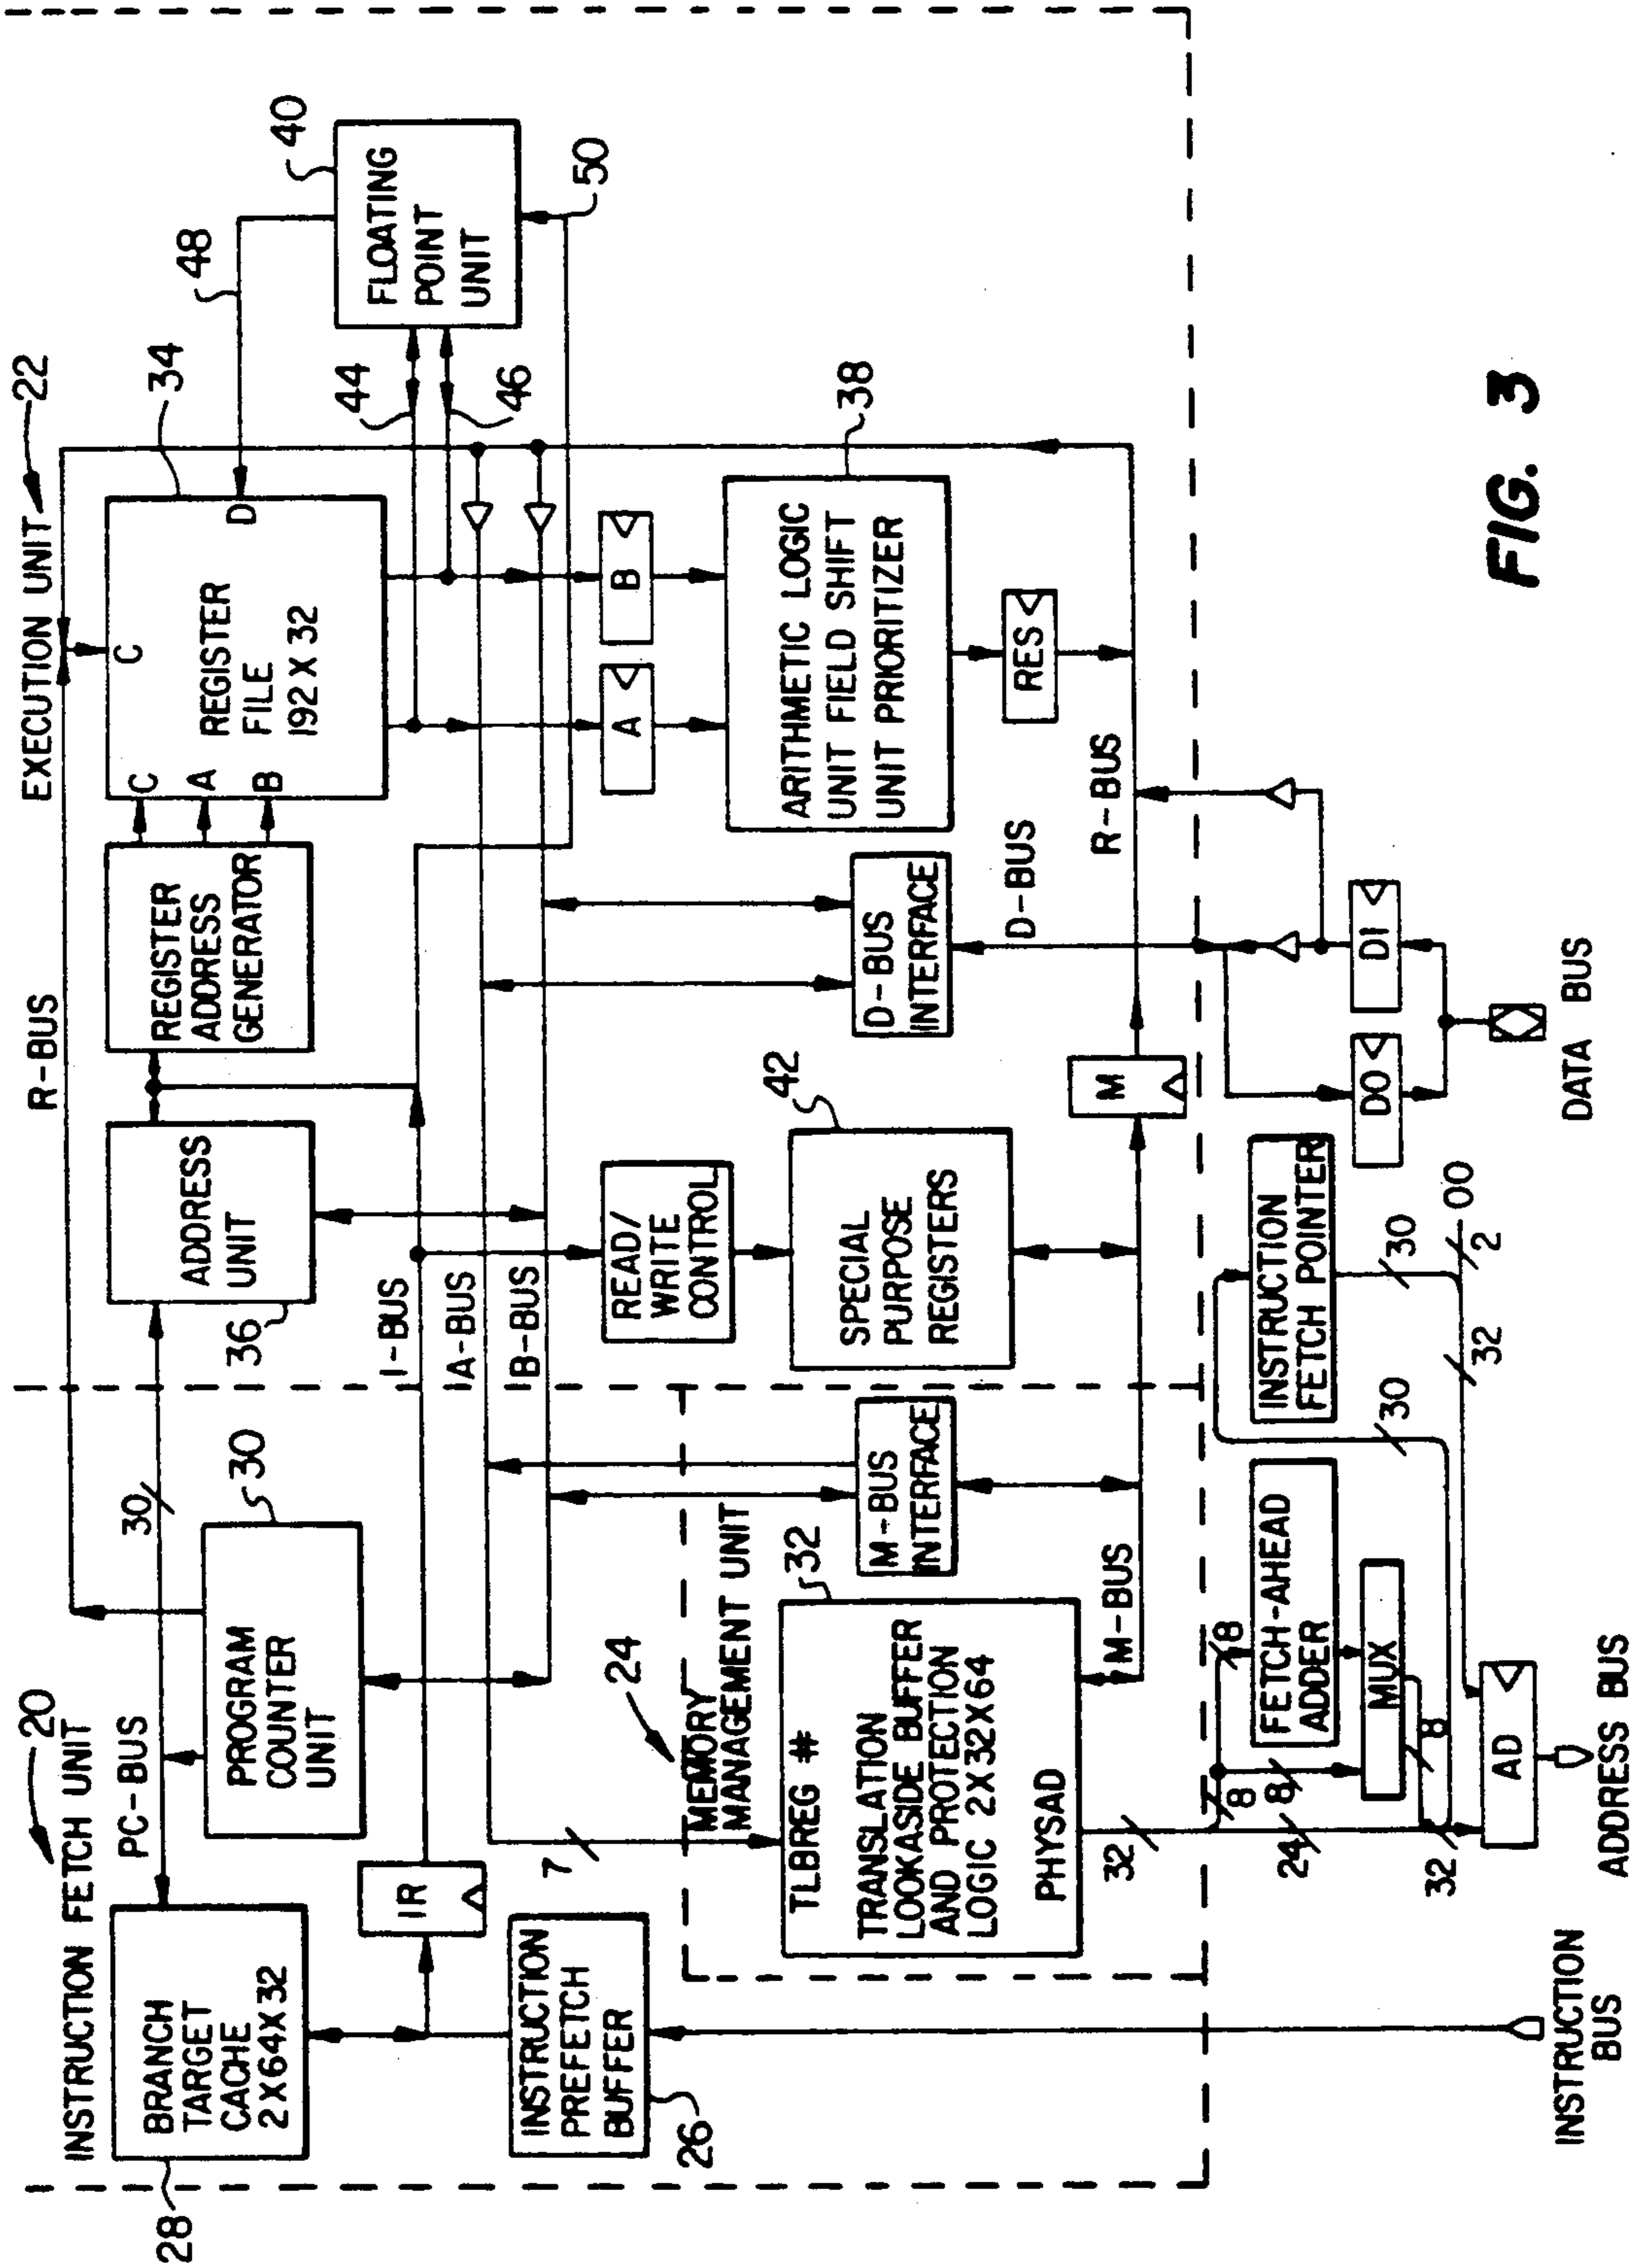 20
INSTRUCTION FETCH UNIT
28
BRANCH
TARGET
CACHE
2X64X32
PC-BUS
30
PROGRAM
COUNTER
UNIT
30
IR
INSTRUCTION
PREFETCH
BUFFER
26
R-BUS
EXECUTION UNIT
22
ADDRESS
UNIT
36
REGISTER
ADDRESS
GENERATOR
C
A
B
C
D
REGISTER
FILE
192 X 32
34
48
40
FLOATING
POINT
UNIT
44
46
50
I-BUS
A-BUS
B-BUS
7
24
MEMORY
MANAGEMENT UNIT
TLBREG #
TRANSLATION
LOOKASIDE BUFFER
AND PROTECTION
LOGIC 2X32X64
PHYSAD
32
M-BUS
INTERFACE
M-BUS
READ/
WRITE
CONTROL
SPECIAL
PURPOSE
REGISTERS
42
M
D-BUS
INTERFACE
D-BUS
R-BUS
A
B
ARITHMETIC LOGIC
UNIT FIELD SHIFT
UNIT PRIORITIZER
38
RES
32
8
8
8
24
FETCH-AHEAD
ADDER
MUX
8
32
30
INSTRUCTION
FETCH POINTER
30
2
00
32
AD
DO
DI
INSTRUCTION
BUS
ADDRESS BUS
DATA BUS
FIG. 3